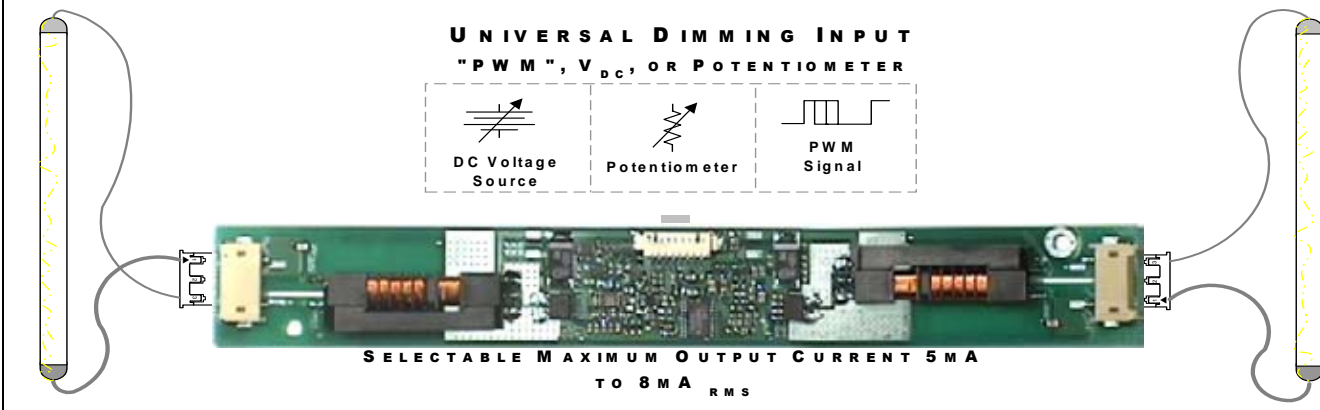 UNIVERSAL DIMMING INPUT
"PWM", VDC, OR POTENTIOMETER
DC Voltage
Source
Potentiometer
PWM
Signal
SELECTABLE MAXIMUM OUTPUT CURRENT 5MA
TO 8MA RMS